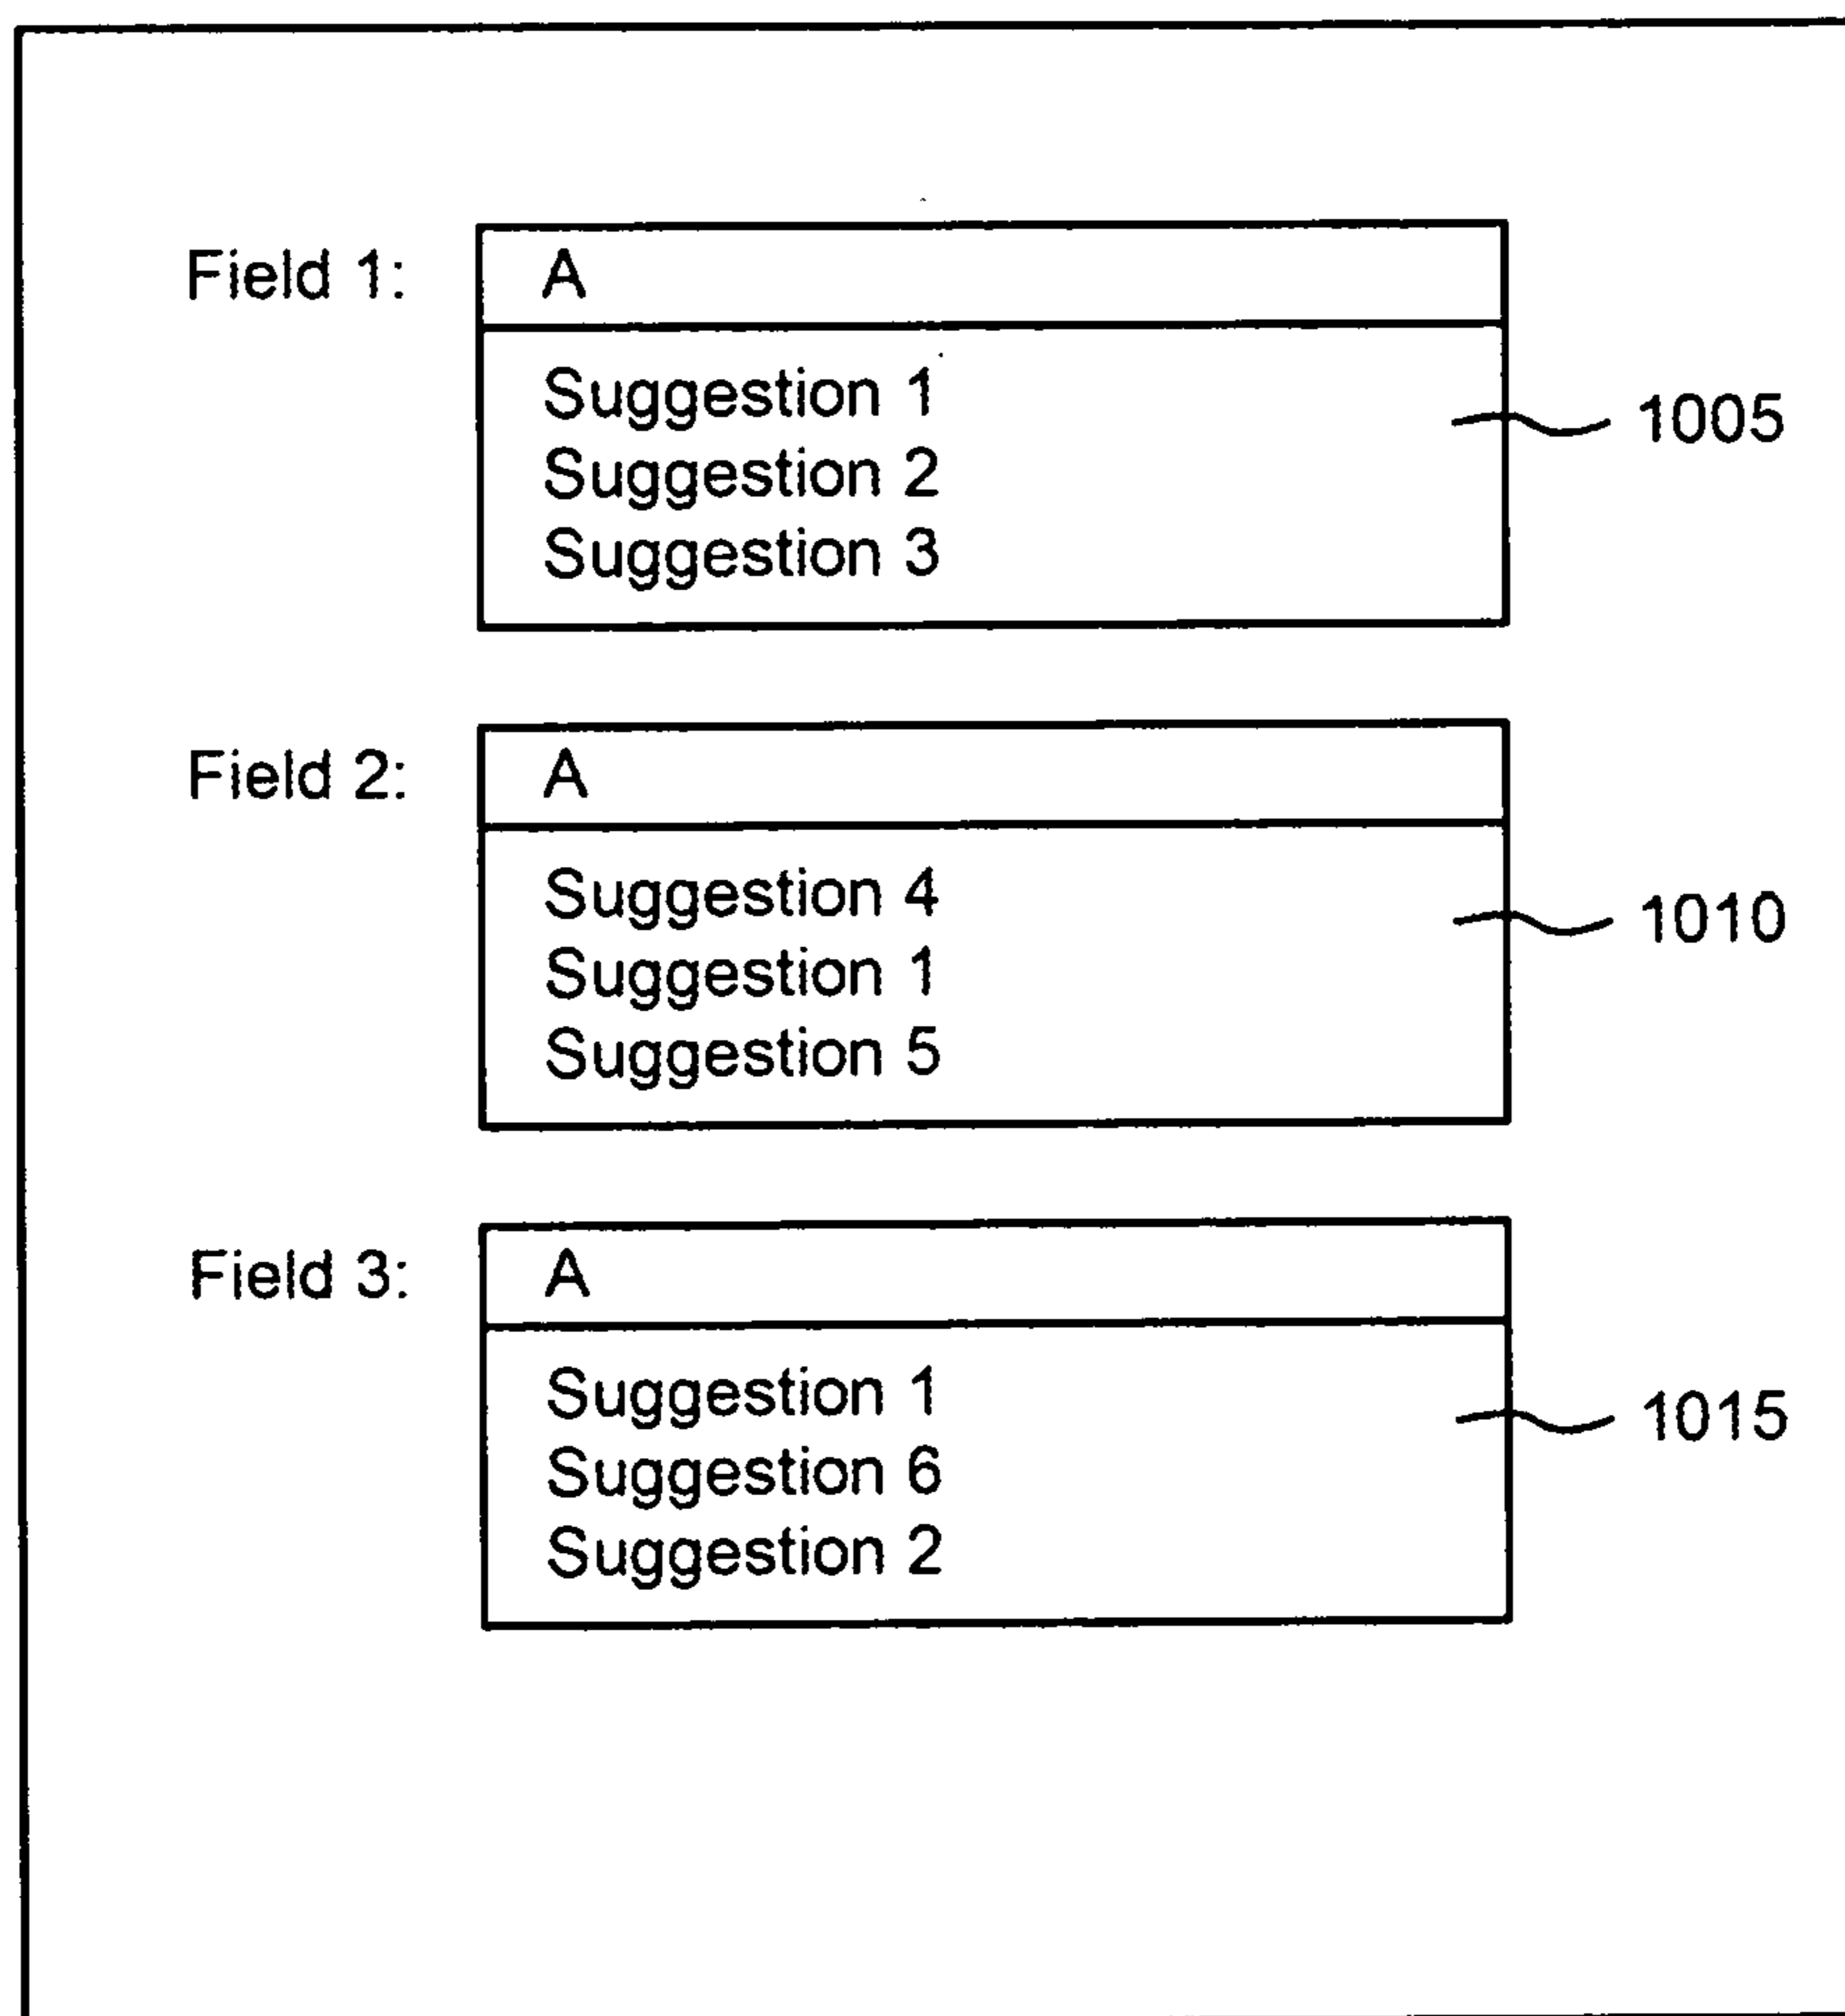 Field 1: A
Suggestion 1
Suggestion 2
Suggestion 3
1005
Field 2: A
Suggestion 4
Suggestion 1
Suggestion 5
1010
Field 3: A
Suggestion 1
Suggestion 6
Suggestion 2
1015